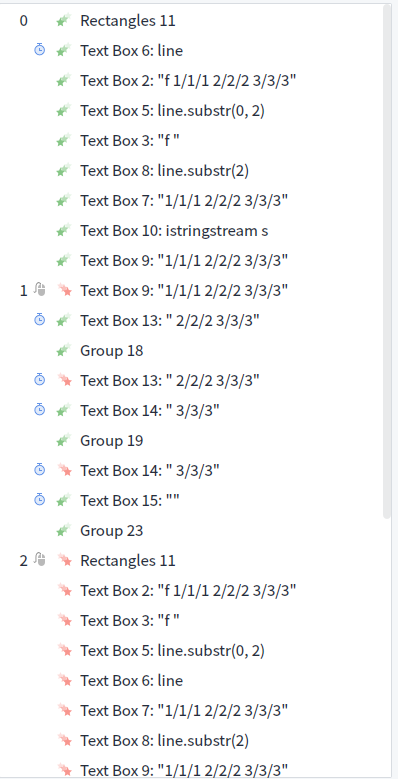 0 Rectangles 11
Text Box 6: line
Text Box 2: "f 1/1/1 2/2/2 3/3/3"
Text Box 5: line.substr(0, 2)
Text Box 3: "f "
Text Box 8: line.substr(2)
Text Box 7: "1/1/1 2/2/2 3/3/3"
Text Box 10: istringstream s
Text Box 9: "1/1/1 2/2/2 3/3/3"
1 Text Box 9: "1/1/1 2/2/2 3/3/3"
Text Box 13: " 2/2/2 3/3/3"
Group 18
Text Box 13: " 2/2/2 3/3/3"
Text Box 14: " 3/3/3"
Group 19
Text Box 14: " 3/3/3"
Text Box 15: ""
Group 23
2 Rectangles 11
Text Box 2: "f 1/1/1 2/2/2 3/3/3"
Text Box 3: "f "
Text Box 5: line.substr(0, 2)
Text Box 6: line
Text Box 7: "1/1/1 2/2/2 3/3/3"
Text Box 8: line.substr(2)
Text Box 9: "1/1/1 2/2/2 3/3/3"